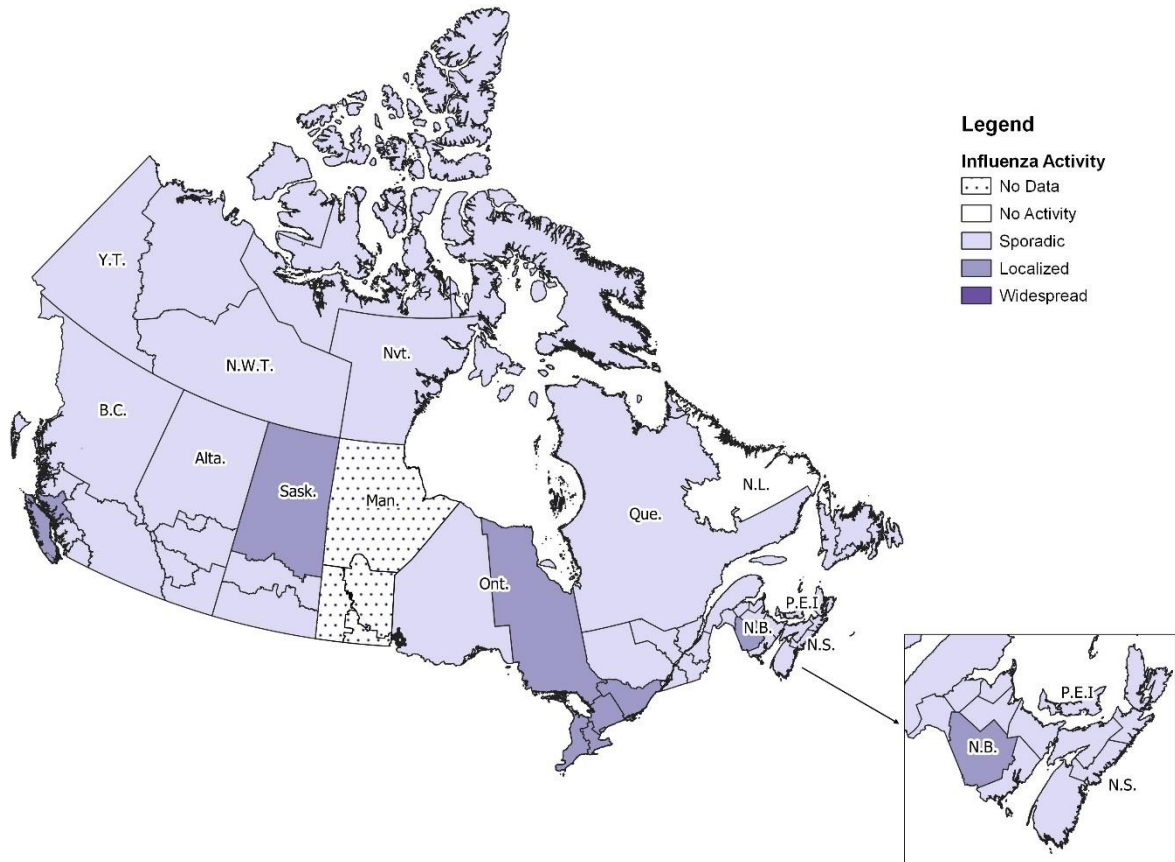 Legend
Influenza Activity
No Data
No Activity
Sporadic
Localized
Widespread
Y.T.
N.W.T.
Nvt.
B.C.
Alta.
Sask.
Man.
Ont.
Que.
N.L.
P.E.I
N.B.
N.S.
P.E.I
N.B.
N.S.